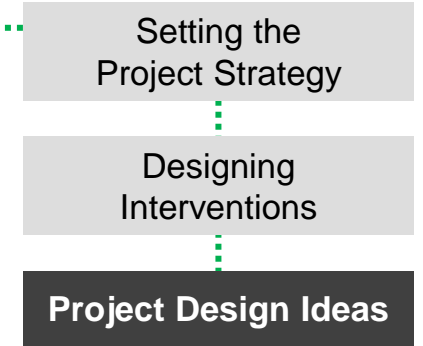 Setting the
Project Strategy
Designing
Interventions
Project Design Ideas